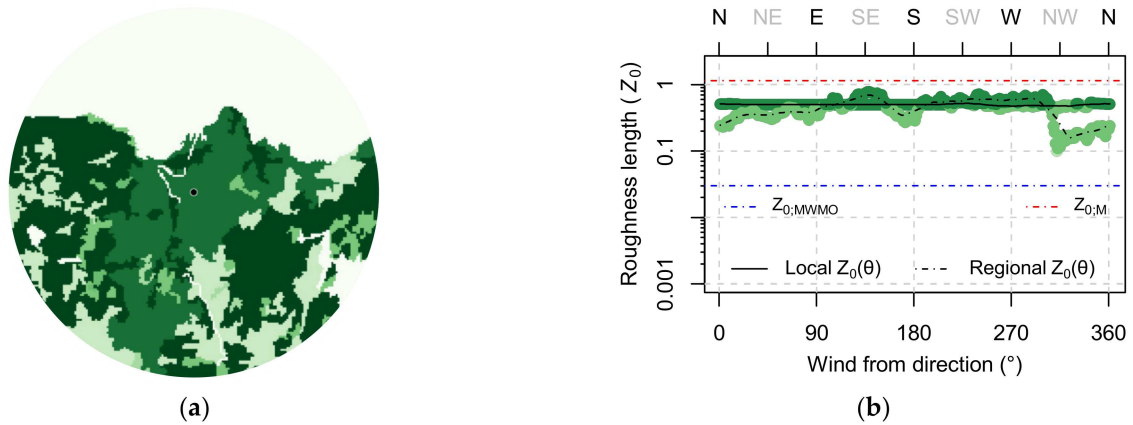 N NE E SE S SW W NW N
Roughness length ( Z₀)
1
0.1
0.001
Z₀;MWMO
Z₀;M
Local Z₀(θ)
Regional Z₀(θ)
0 90 180 270 360
Wind from direction (°)
(a)
(b)